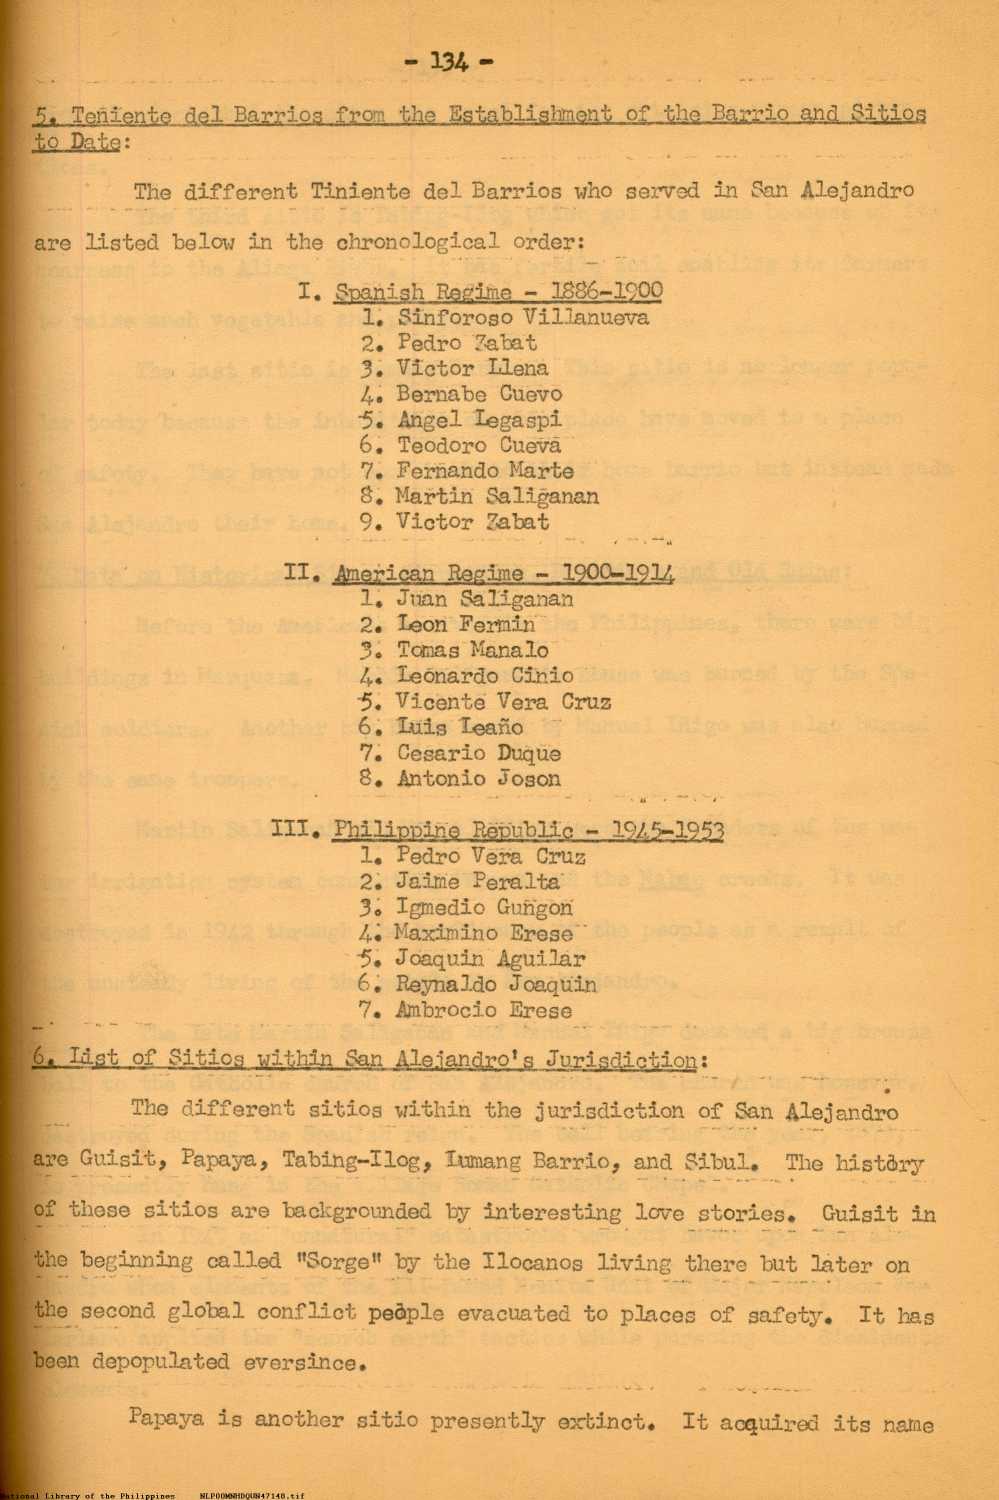 - 134 -
5. Teñiente del Barrios from the Establishment of the Barrio and Sitios
to Date:
The different Tiniente del Barrios who served in San Alejandro
are listed below in the chronological order:
I. Spanish Regime - 1886-1900
1. Sinforoso Villanueva
2. Pedro Zabat
3. Victor Llena
4. Bernabe Cuevo
5. Angel Legaspi
6. Teodoro Cueva
7. Fernando Marte
8. Martin Saliganan
9. Victor Zabat
II. American Regime - 1900-1914
1. Juan Saliganan
2. Leon Fermin
3. Tomas Manalo
4. Leonardo Cinio
5. Vicente Vera Cruz
6. Luis Leaño
7. Cesario Duque
8. Antonio Joson
III. Philippine Republic - 1945-1953
1. Pedro Vera Cruz
2. Jaime Peralta
3. Igmedio Gungon
4. Maximino Erese
5. Joaquin Aguilar
6. Reynaldo Joaquin
7. Ambrocio Erese
6. List of Sitios within San Alejandro's Jurisdiction:
The different sitios within the jurisdiction of San Alejandro
are Guisit, Papaya, Tabing-Ilog, Lumang Barrio, and Sibul. The history
of these sitios are backgrounded by interesting love stories. Guisit in
the beginning called "Sorge" by the Ilocanos living there but later on
the second global conflict people evacuated to places of safety. It has
been depopulated eversince.
Papaya is another sitio presently extinct. It acquired its name
National Library of the Philippines NLPOOMNHDQUN47148.tif